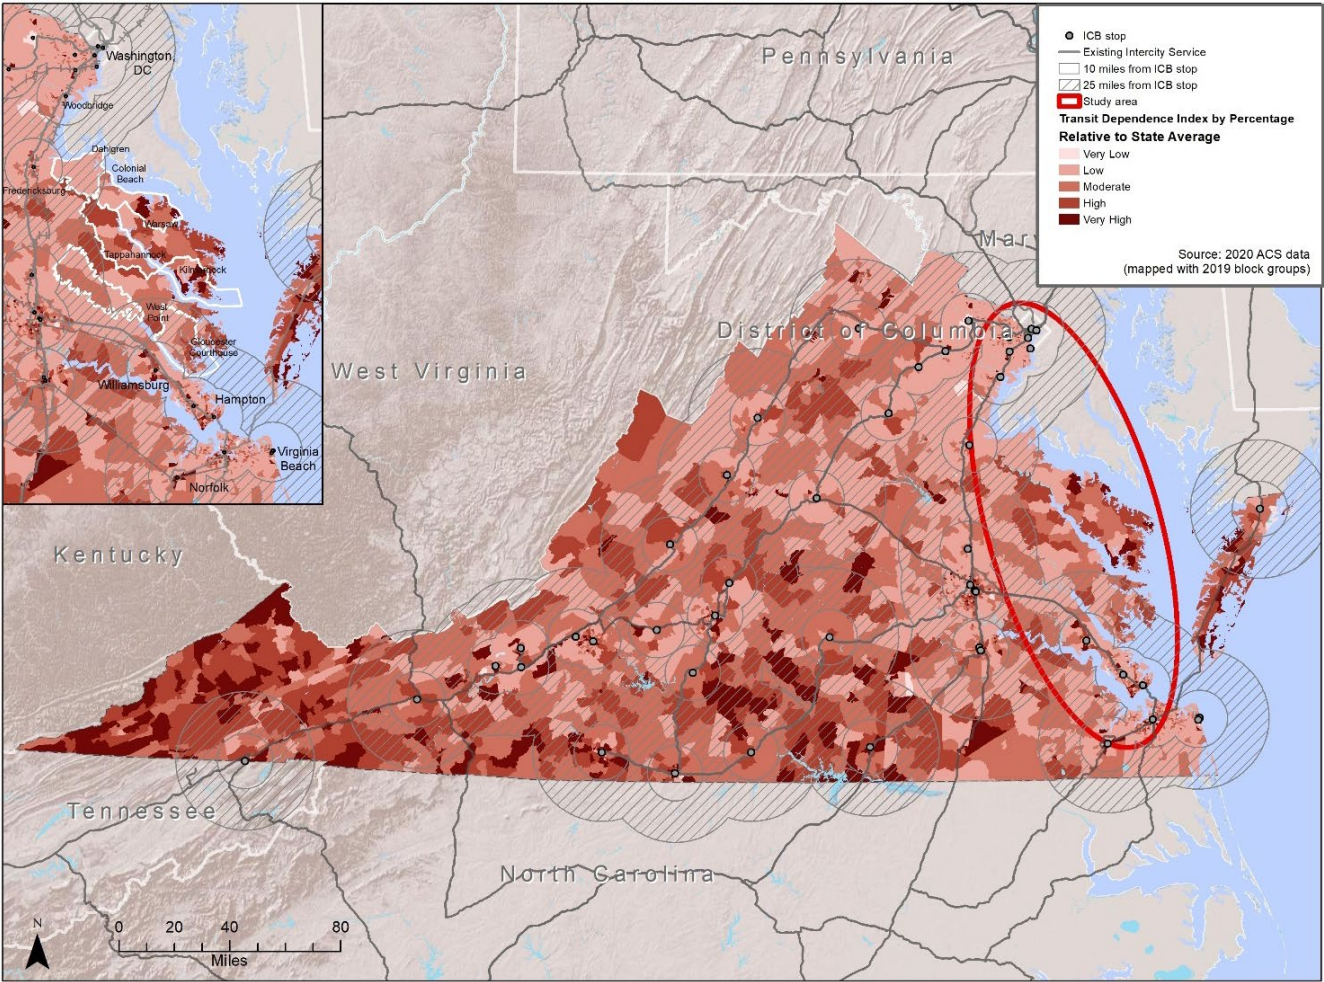 Washington,
DC
Woodbridge
Dahlgren
Colonial
Beach
Fredericksburg
Warsaw
Tappahannock
Kilmarnock
West
Point
Gloucester
Courthouse
Williamsburg
Hampton
Virginia
Beach
Norfolk
Pennsylvania
Mary
District of Columbia
West Virginia
Kentucky
Tennessee
North Carolina
ICB stop
Existing Intercity Service
10 miles from ICB stop
25 miles from ICB stop
Study area
Transit Dependence Index by Percentage
Relative to State Average
Very Low
Low
Moderate
High
Very High
Source: 2020 ACS data
(mapped with 2019 block groups)
N
0 20 40 80
Miles